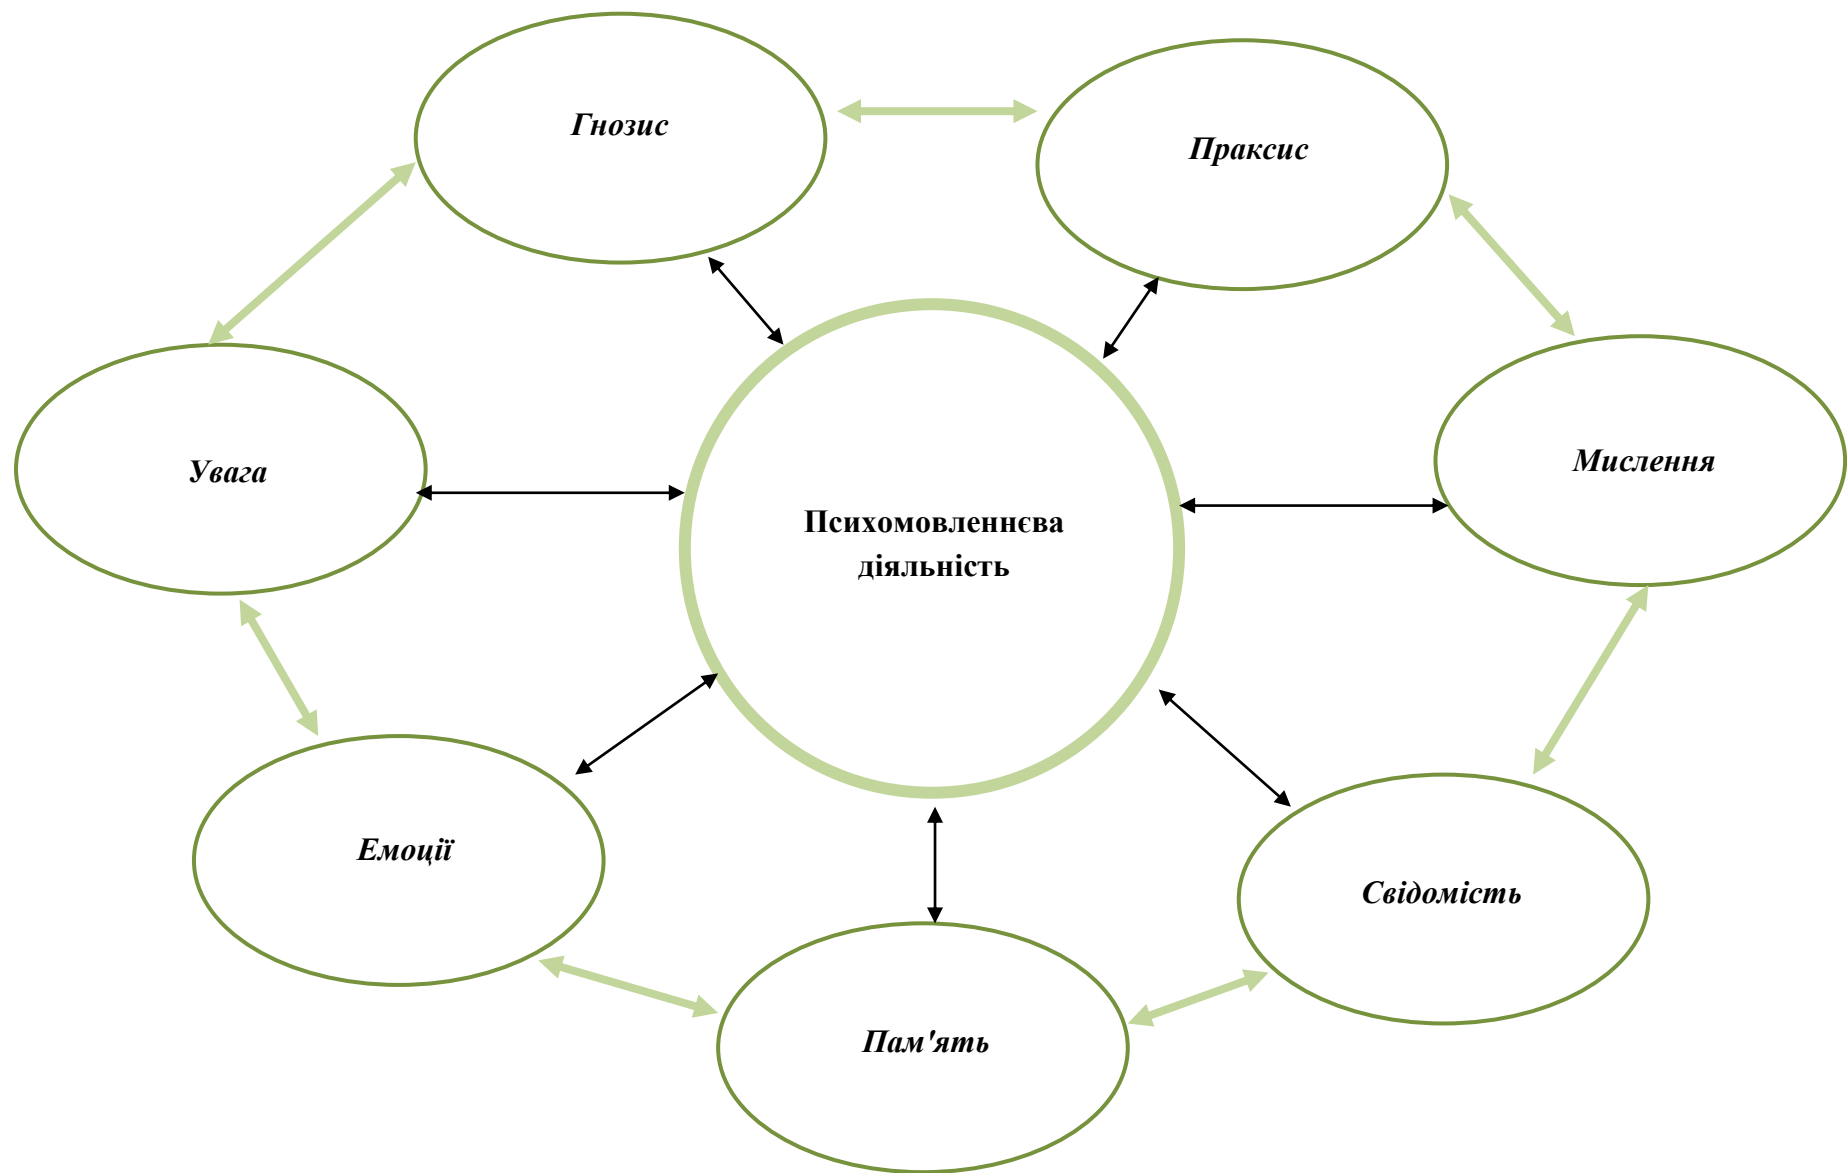 Гнозис
Праксис
Увага
Мислення
Психомовленнєва
діяльність
Емоції
Свідомість
Пам'ять